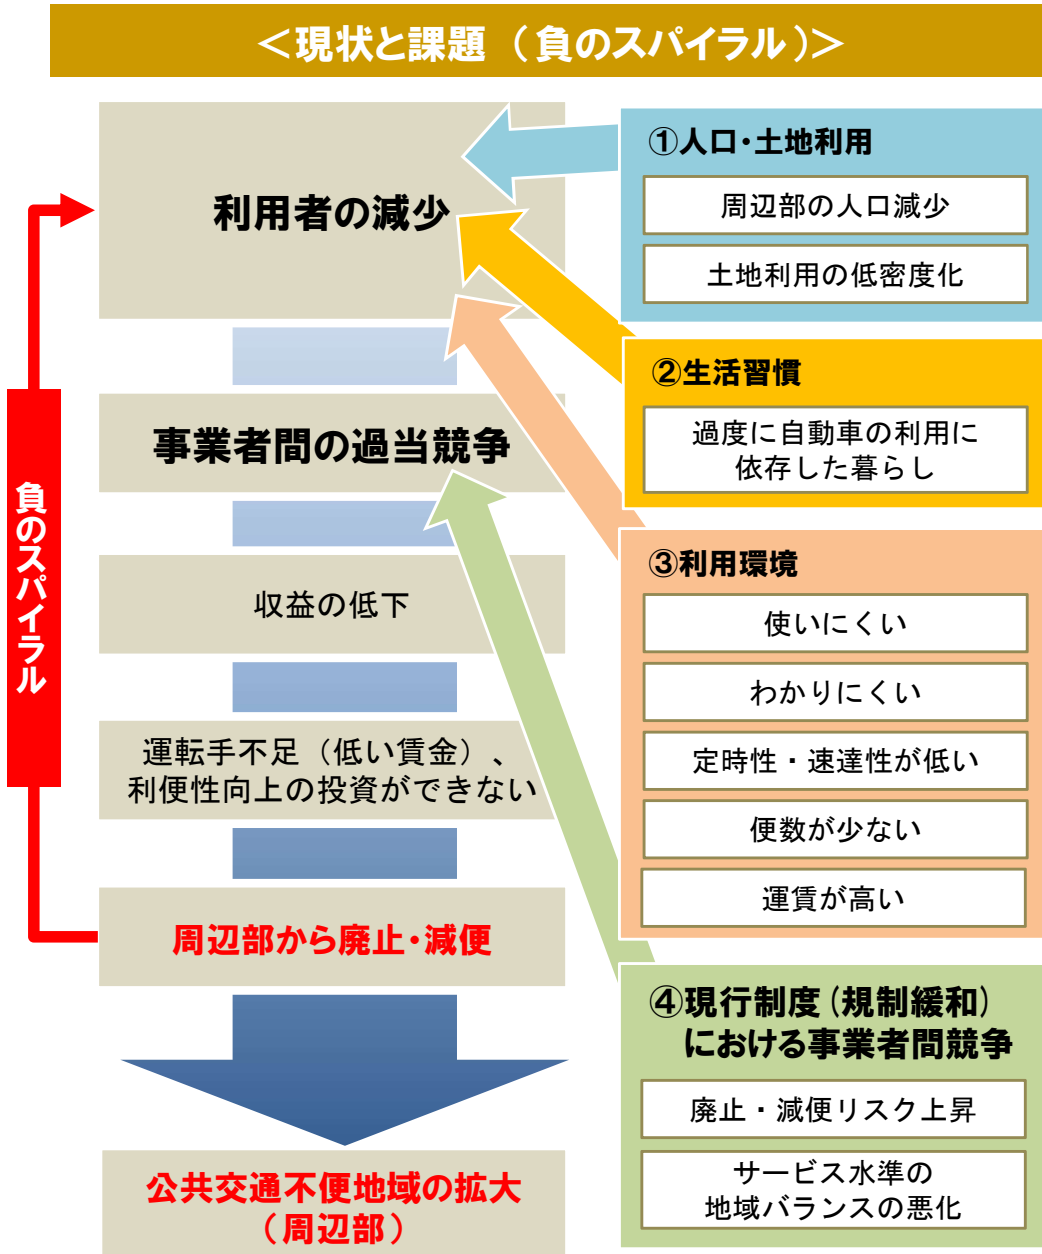 ＜現状と課題（負のスパイラル）＞
利用者の減少
事業者間の過当競争
収益の低下
運転手不足（低い賃金）、
利便性向上の投資ができない
周辺部から廃止・減便
公共交通不便地域の拡大
（周辺部）
負のスパイラル
①人口・土地利用
周辺部の人口減少
土地利用の低密度化
②生活習慣
過度に自動車の利用に
依存した暮らし
③利用環境
使いにくい
わかりにくい
定時性・速達性が低い
便数が少ない
運賃が高い
④現行制度（規制緩和）
における事業者間競争
廃止・減便リスク上昇
サービス水準の
地域バランスの悪化